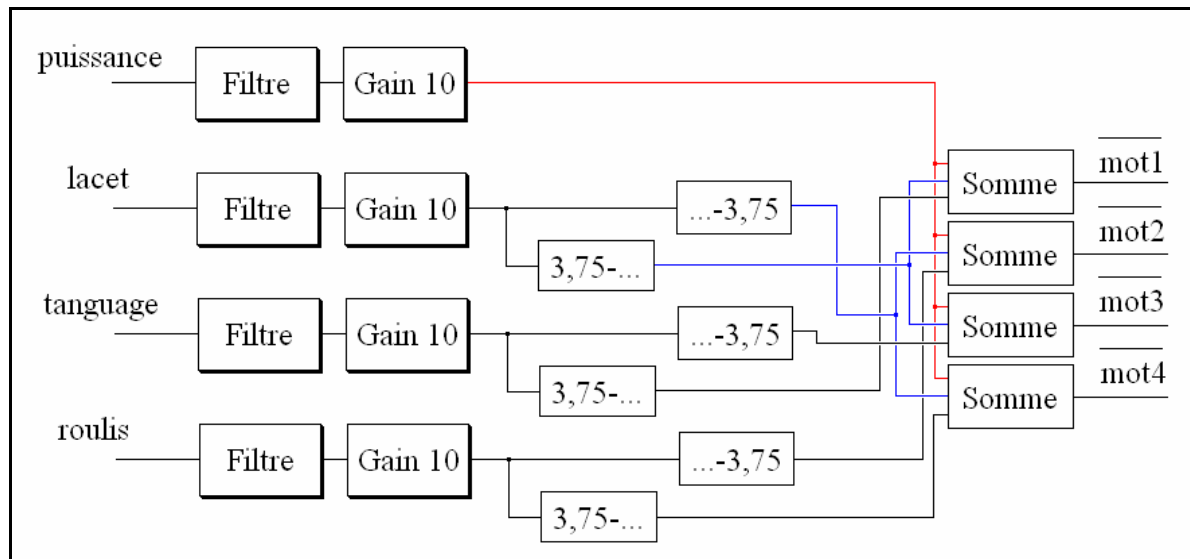 puissance
Filtre
Gain 10
lacet
Filtre
Gain 10
...-3,75
3,75-...
tanguage
Filtre
Gain 10
...-3,75
3,75-...
roulis
Filtre
Gain 10
...-3,75
3,75-...
Somme
mot1
Somme
mot2
Somme
mot3
Somme
mot4